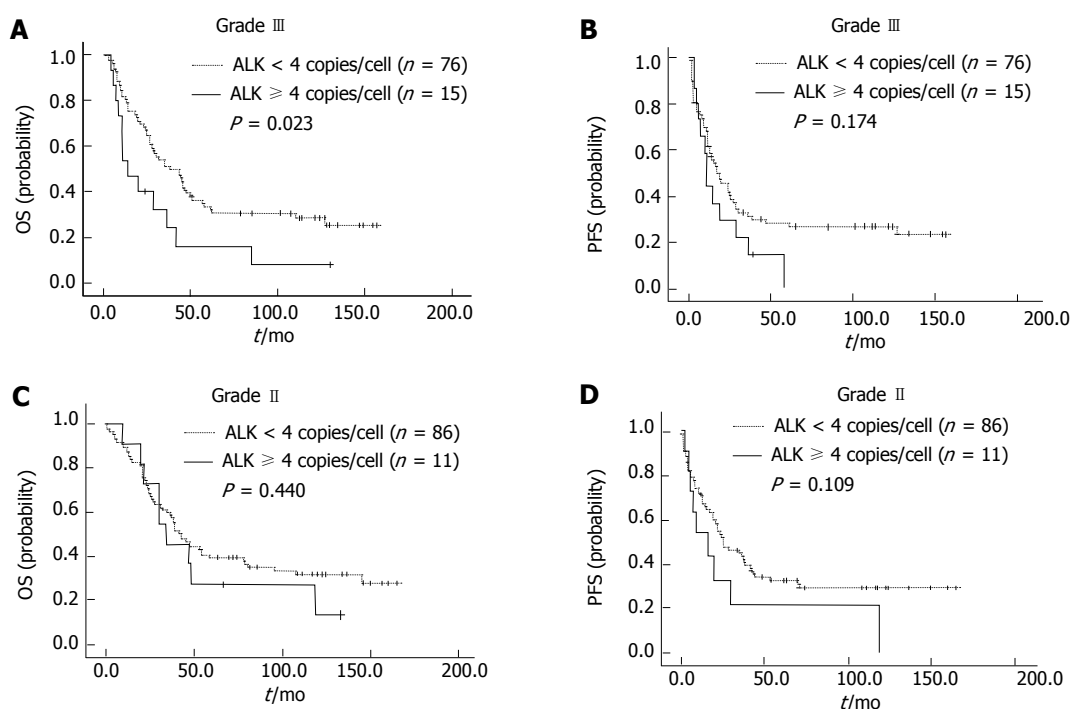 A
Grade Ⅲ
1.0
0.8
0.6
0.4
0.2
0.0
OS (probability)
ALK < 4 copies/cell (n = 76)
ALK ⩾ 4 copies/cell (n = 15)
P = 0.023
0.0 50.0 100.0 150.0 200.0
t/mo
B
Grade Ⅲ
1.0
0.8
0.6
0.4
0.2
0.0
PFS (probability)
ALK < 4 copies/cell (n = 76)
ALK ⩾ 4 copies/cell (n = 15)
P = 0.174
0.0 50.0 100.0 150.0 200.0
t/mo
C
Grade Ⅱ
1.0
0.8
0.6
0.4
0.2
0.0
OS (probability)
ALK < 4 copies/cell (n = 86)
ALK ⩾ 4 copies/cell (n = 11)
P = 0.440
0.0 50.0 100.0 150.0 200.0
t/mo
D
Grade Ⅱ
1.0
0.8
0.6
0.4
0.2
0.0
PFS (probability)
ALK < 4 copies/cell (n = 86)
ALK ⩾ 4 copies/cell (n = 11)
P = 0.109
0.0 50.0 100.0 150.0 200.0
t/mo